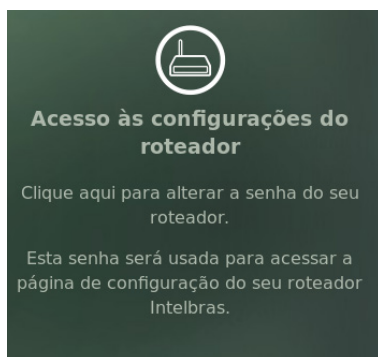 Acesso às configurações do
roteador
Clique aqui para alterar a senha do seu
roteador.
Esta senha será usada para acessar a
página de configuração do seu roteador
Intelbras.